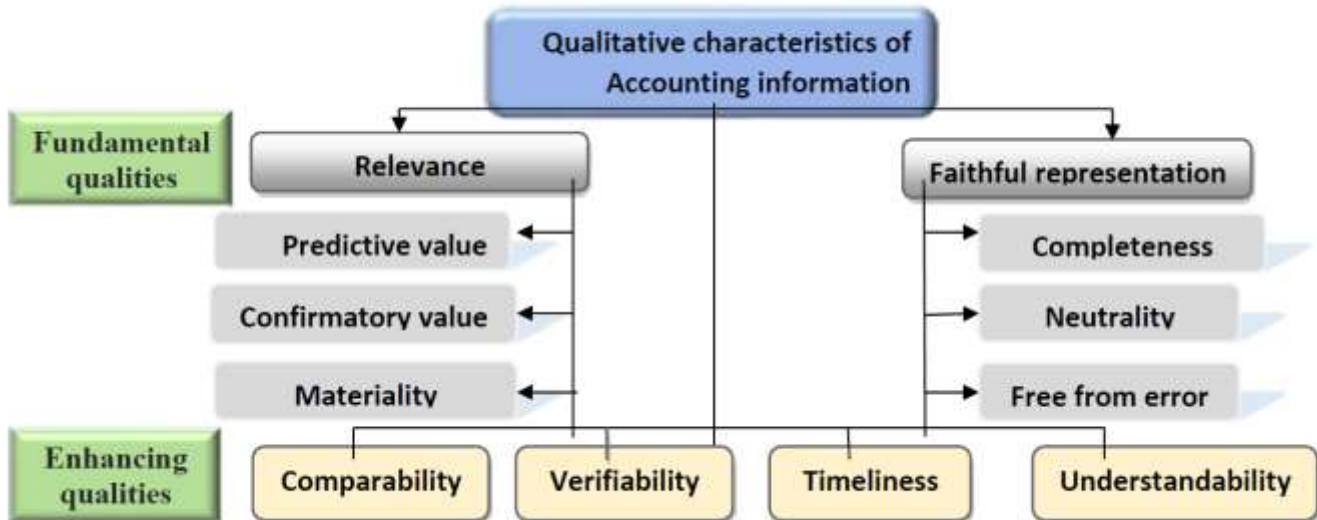 Qualitative characteristics of
Accounting information
Fundamental
qualities
Relevance
Faithful representation
Predictive value
Completeness
Confirmatory value
Neutrality
Materiality
Free from error
Enhancing
qualities
Comparability
Verifiability
Timeliness
Understandability